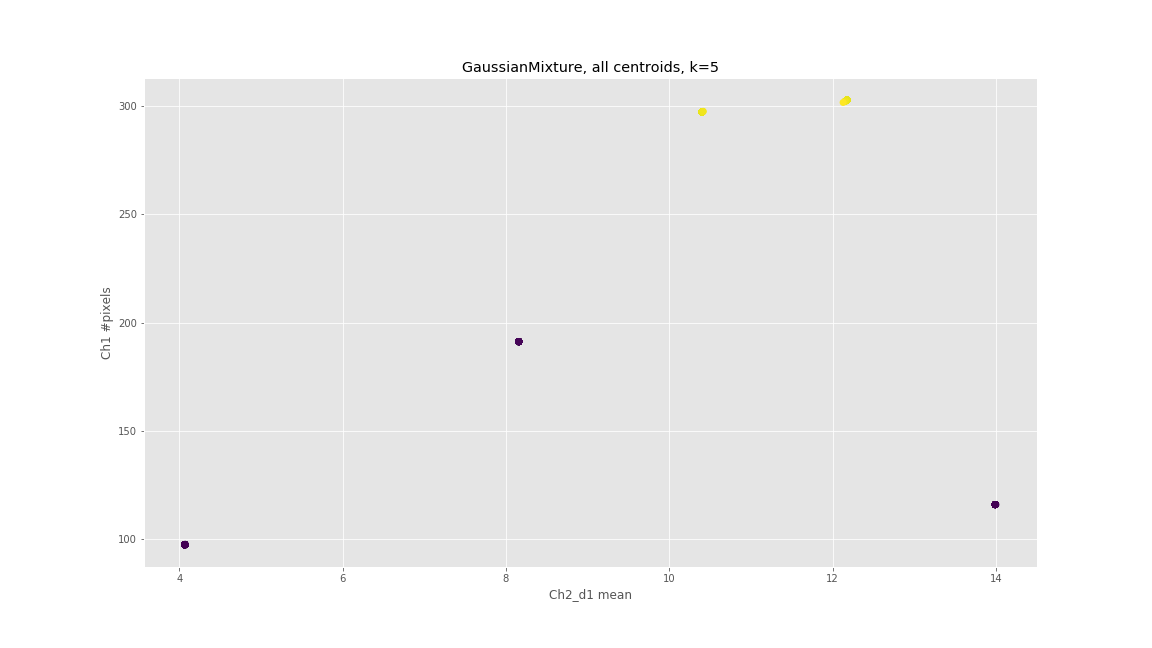 GaussianMixture, all centroids, k=5
300
250
200
150
100
Ch1 #pixels
4 6 8 10 12 14
Ch2_d1 mean